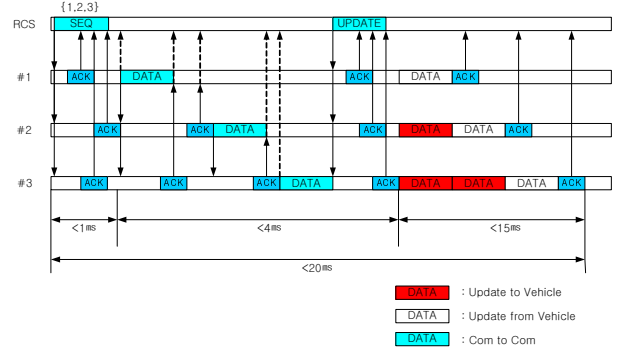 {1,2,3}
RCS SEQ UPDATE
#1 ACK DATA ACK DATA ACK
#2 ACK ACK DATA ACK DATA DATA ACK
#3 ACK ACK ACK DATA ACK DATA DATA DATA ACK
<1ms <4ms <15ms
<20ms
DATA : Update to Vehicle
DATA : Update from Vehicle
DATA : Com to Com